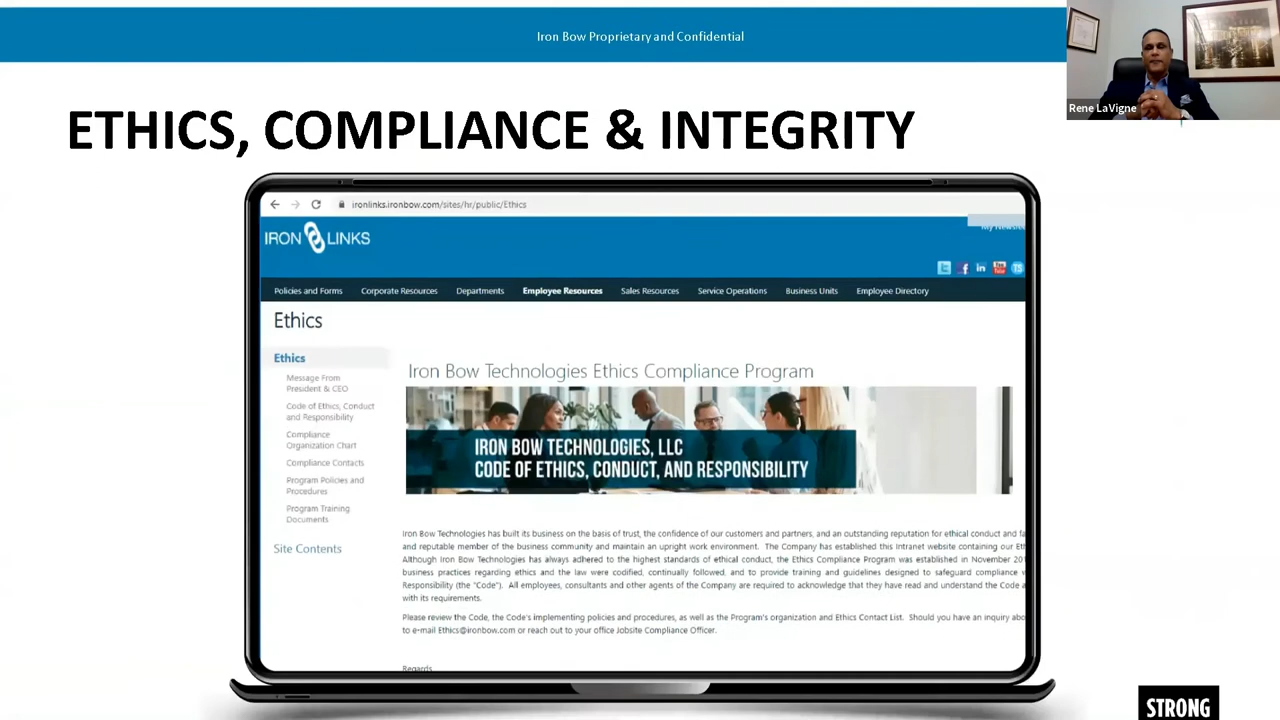 Iron Bow Proprietary and Confidential
Rene LaVigne
ETHICS, COMPLIANCE & INTEGRITY
ironlinks.ironbow.com/sites/hr/public/Ethics
IRON LINKS
My
in
You Tube
TS
Policies and Forms Corporate Resources Departments Employee Resources Sales Resources Service Operations Business Units Employee Directory
Ethics
Ethics
Message From
President & CEO
Code of Ethics, Conduct
and Responsibility
Compliance
Organization Chart
Compliance Contacts
Program Policies and
Procedures
Program Training
Documents
Site Contents
Iron Bow Technologies Ethics Compliance Program
IRON BOW TECHNOLOGIES, LLC
CODE OF ETHICS, CONDUCT, AND RESPONSIBILITY
Iron Bow Technologies has built its business on the basis of trust, the confidence of our customers and partners, and an outstanding reputation for ethical conduct and fa
and reputable member of the business community and maintain an upright work environment. The Company has established this Intranet website containing our Eth
Although Iron Bow Technologies has always adhered to the highest standards of ethical conduct, the Ethics Compliance Program was established in November 20
business practices regarding ethics and the law were codified, continually followed, and to provide training and guidelines designed to safeguard compliance w
Responsibility (the "Code"). All employees, consultants and other agents of the Company are required to acknowledge that they have read and understand the Code a
with its requirements.
Please review the Code, the Code's implementing policies and procedures, as well as the Program's organization and Ethics Contact List. Should you have an inquiry abo
to e-mail Ethics@ironbow.com or reach out to your office Jobsite Compliance Officer.
Regards
STRONG